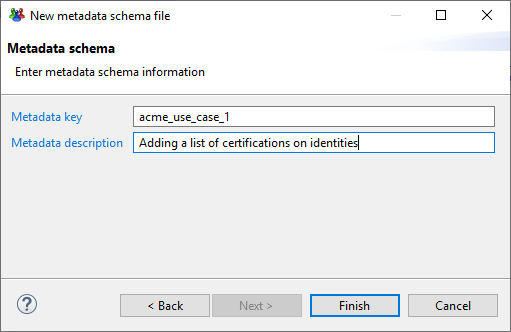 New metadata schema file
Metadata schema
Enter metadata schema information
Metadata key acme_use_case_1
Metadata description Adding a list of certifications on identities
? < Back Next > Finish Cancel